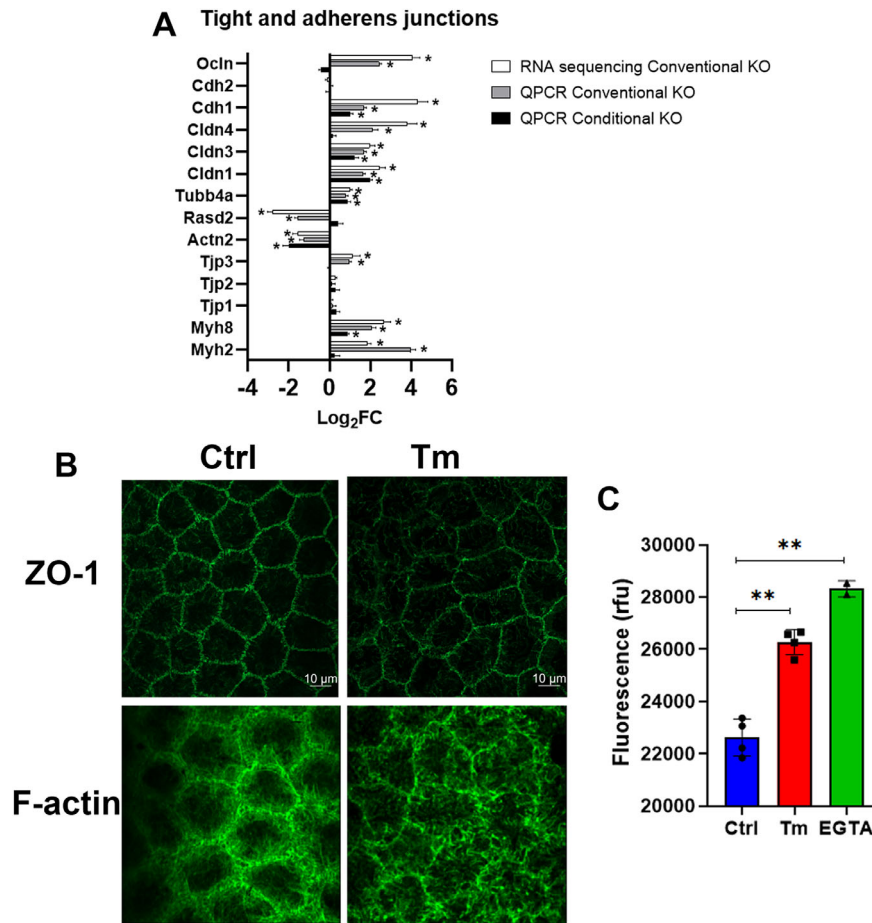 Tight and adherens junctions
A
Ocln
Cdh2
Cdh1
Cldn4
Cldn3
Cldn1
Tubb4a
Rasd2
Actn2
Tjp3
Tjp2
Tjp1
Myh8
Myh2
-4 -2 0 2 4 6
Log2FC
RNA sequencing Conventional KO
QPCR Conventional KO
QPCR Conditional KO
B
Ctrl Tm
ZO-1
10 µm 10 µm
F-actin
C
Fluorescence (rfu)
30000
28000
26000
24000
22000
20000
** 
**
Ctrl Tm EGTA